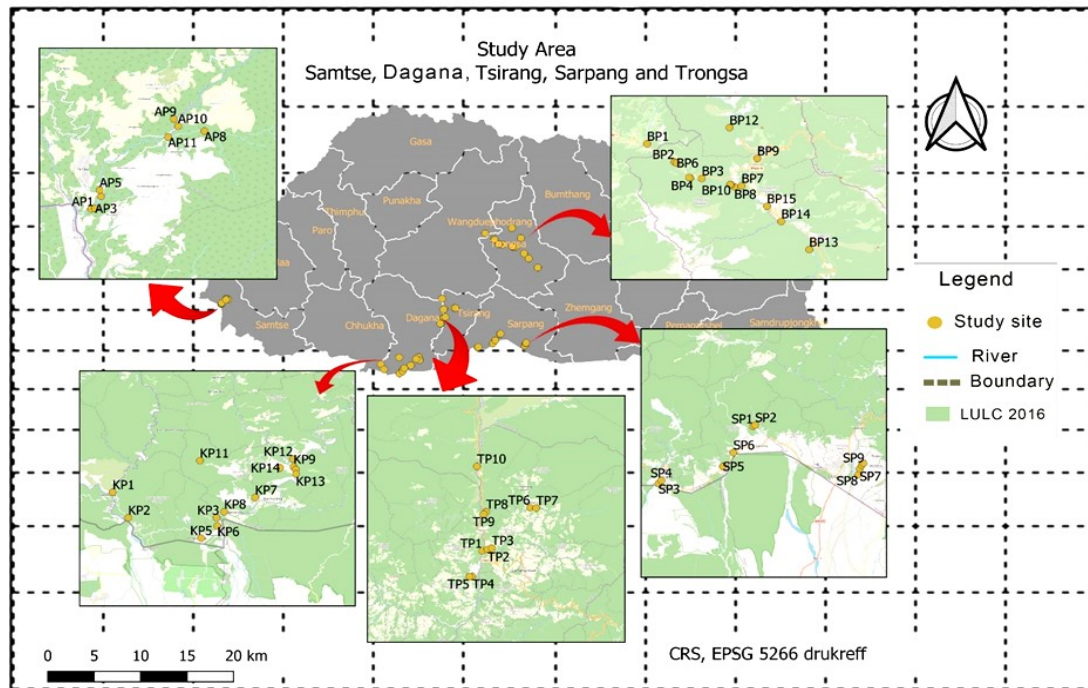 Study Area
Samtse, Dagana, Tsirang, Sarpang and Trongsa
AP9
AP10
AP11
AP8
AP5
AP1
AP3
Gasa
Punakha
Thimphu
Paro
Wangduephodrang
Bumthang
Samtse
Chhukha
Dagana
Tsirang
Sarpang
Zhemgang
BP12
BP1
BP2
BP6
BP9
BP4
BP3
BP7
BP10
BP8
BP15
BP14
BP13
Legend
Study site
River
Boundary
LULC 2016
SP1
SP2
SP6
SP4
SP5
SP3
SP9
SP8
SP7
KP11
KP12
KP9
KP14
KP13
KP1
KP7
KP2
KP3
KP8
KP5
KP6
TP10
TP8
TP6
TP7
TP9
TP1
TP3
TP2
TP5
TP4
0 5 10 15 20 km
CRS, EPSG 5266 drukreff